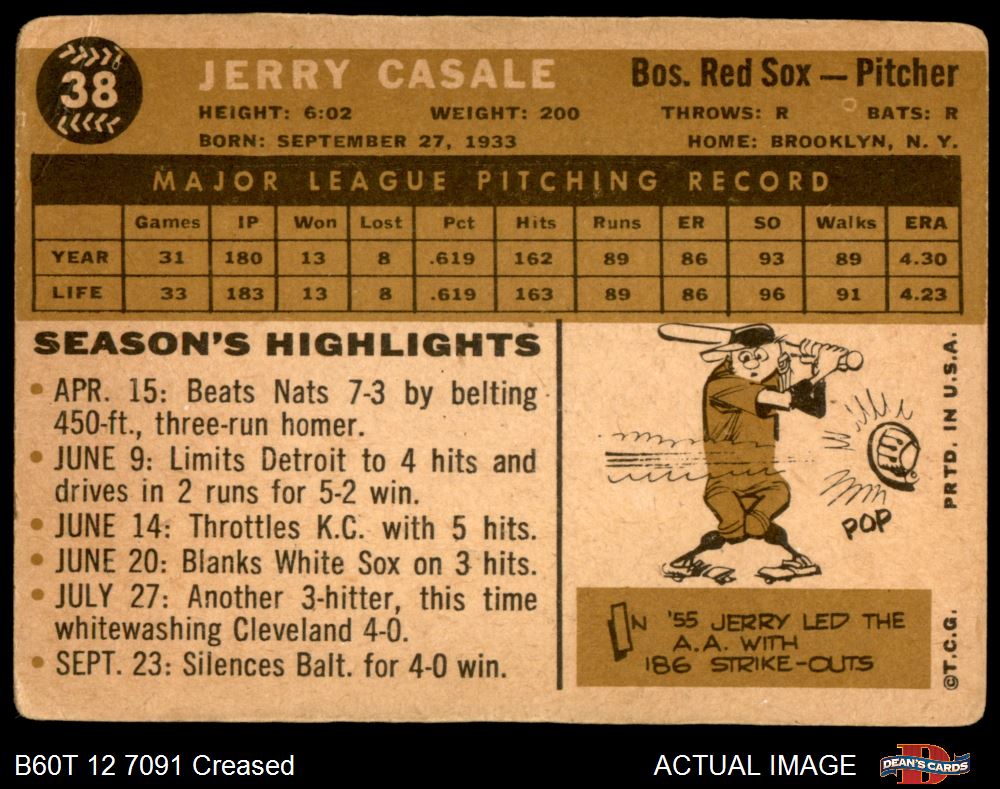 38
JERRY CASALE
Bos. Red Sox — Pitcher
HEIGHT: 6:02 WEIGHT: 200 THROWS: R BATS: R
BORN: SEPTEMBER 27, 1933 HOME: BROOKLYN, N. Y.
MAJOR LEAGUE PITCHING RECORD
Games IP Won Lost Pct Hits Runs ER SO Walks ERA
YEAR 31 180 13 8 .619 162 89 86 93 89 4.30
LIFE 33 183 13 8 .619 163 89 86 96 91 4.23
SEASON'S HIGHLIGHTS
• APR. 15: Beats Nats 7-3 by belting
450-ft., three-run homer.
• JUNE 9: Limits Detroit to 4 hits and
drives in 2 runs for 5-2 win.
• JUNE 14: Throttles K.C. with 5 hits.
• JUNE 20: Blanks White Sox on 3 hits.
• JULY 27: Another 3-hitter, this time
whitewashing Cleveland 4-0.
• SEPT. 23: Silences Balt. for 4-0 win.
POP
IN '55 JERRY LED THE
A.A. WITH
186 STRIKE-OUTS
©T.C.G. PRTD. IN U.S.A.
B60T 12 7091 Creased
ACTUAL IMAGE
DEAN'S CARDS